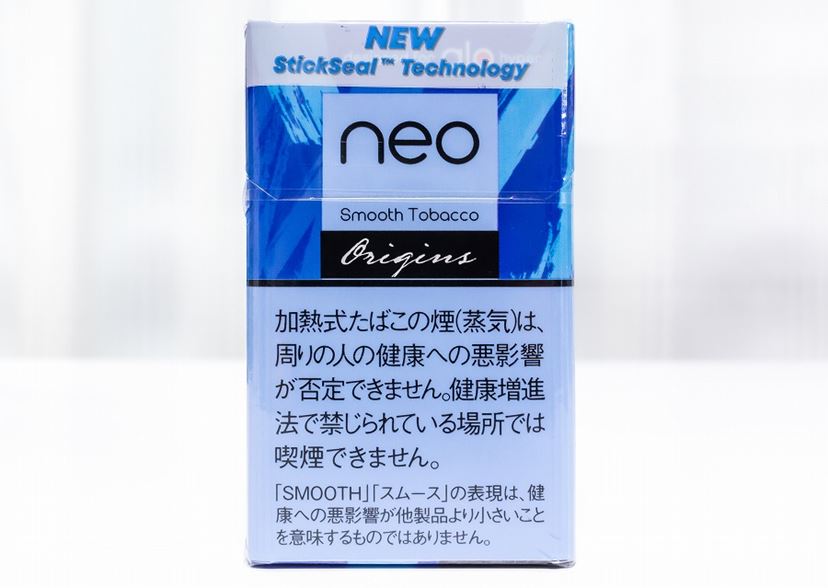 NEW
StickSeal™ Technology
neo
Smooth Tobacco
Origins
加熱式たばこの煙(蒸気)は、
周りの人の健康への悪影響
が否定できません。健康増進
法で禁じられている場所では
喫煙できません。
「SMOOTH」「スムース」の表現は、健
康への悪影響が他製品より小さいこと
を意味するものではありません。